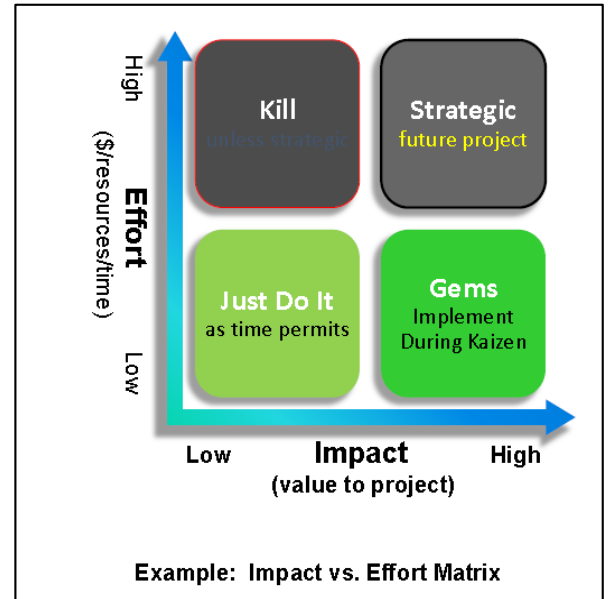 High
Effort
($/resources/time)
Low
Kill
unless strategic
Strategic
future project
Just Do It
as time permits
Gems
Implement
During Kaizen
Low
Impact
High
(value to project)
Example: Impact vs. Effort Matrix